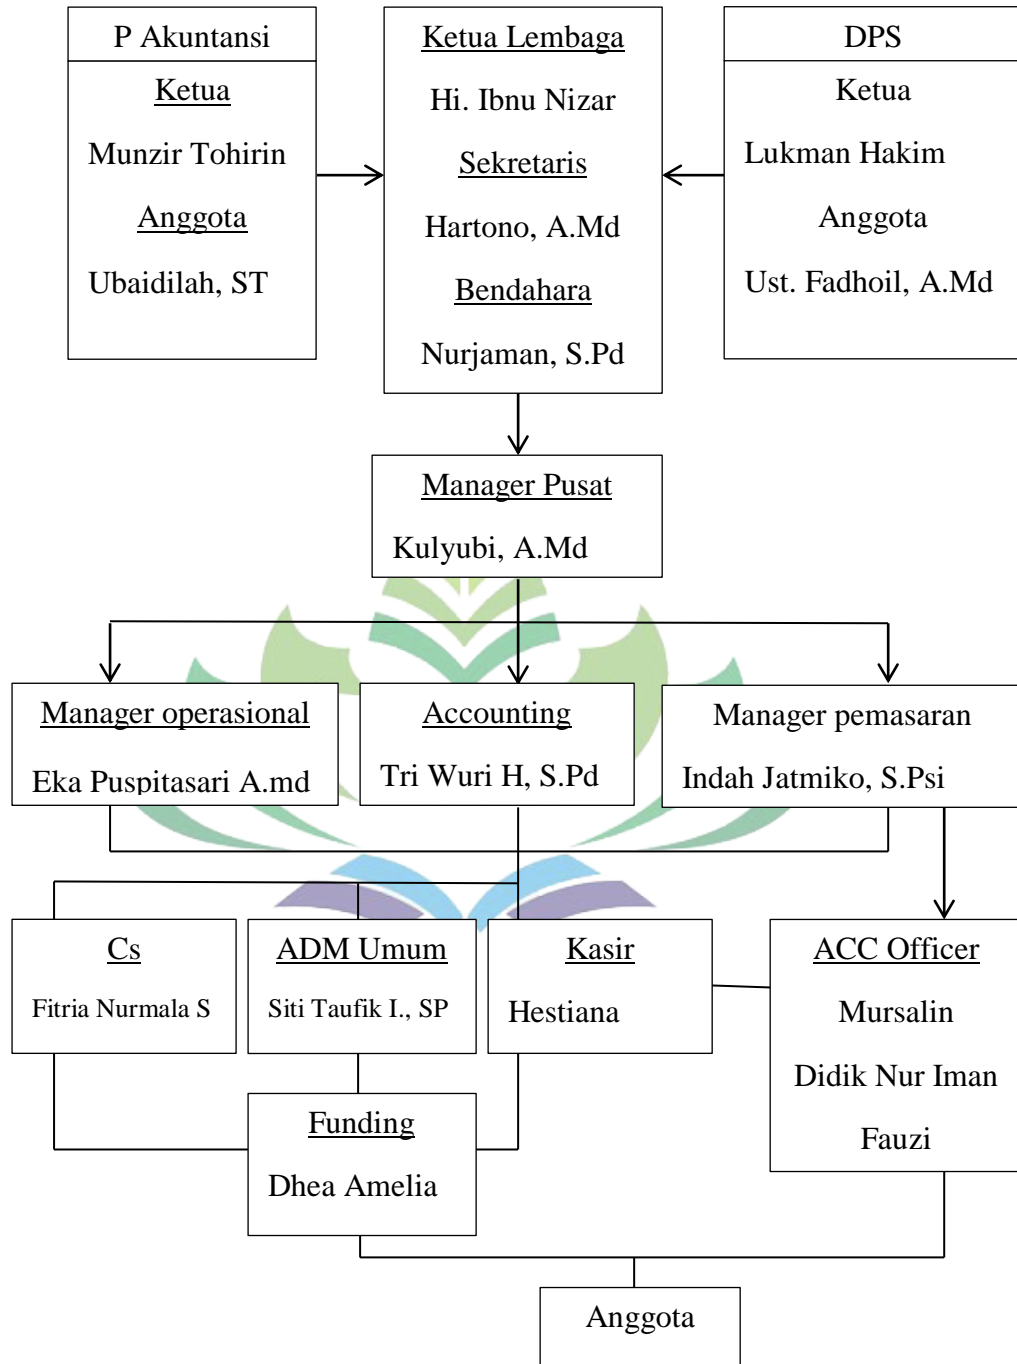 P Akuntansi
Ketua
Munzir Tohirin
Anggota
Ubaidilah, ST
Ketua Lembaga
Hi. Ibnu Nizar
Sekretaris
Hartono, A.Md
Bendahara
Nurjaman, S.Pd
DPS
Ketua
Lukman Hakim
Anggota
Ust. Fadhoil, A.Md
Manager Pusat
Kulyubi, A.Md
Manager operasional
Eka Puspitasari A.md
Accounting
Tri Wuri H, S.Pd
Manager pemasaran
Indah Jatmiko, S.Psi
Cs
Fitria Nurmala S
ADM Umum
Siti Taufik I., SP
Kasir
Hestiana
ACC Officer
Mursalin
Didik Nur Iman
Fauzi
Funding
Dhea Amelia
Anggota